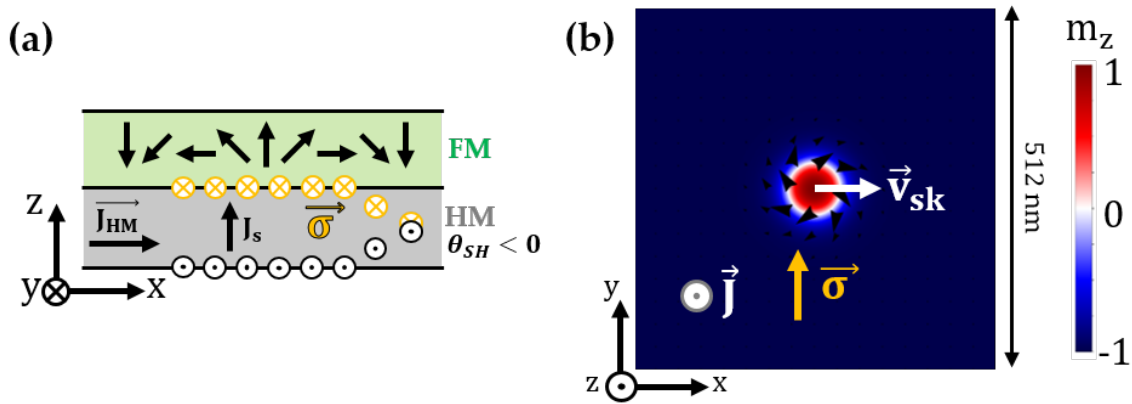 (a)
FM
z
J_HM
J_s
σ
HM
θ_SH < 0
y
x
(b)
m_z
1
0
-1
512 nm
v_sk
J
σ
y
z
x